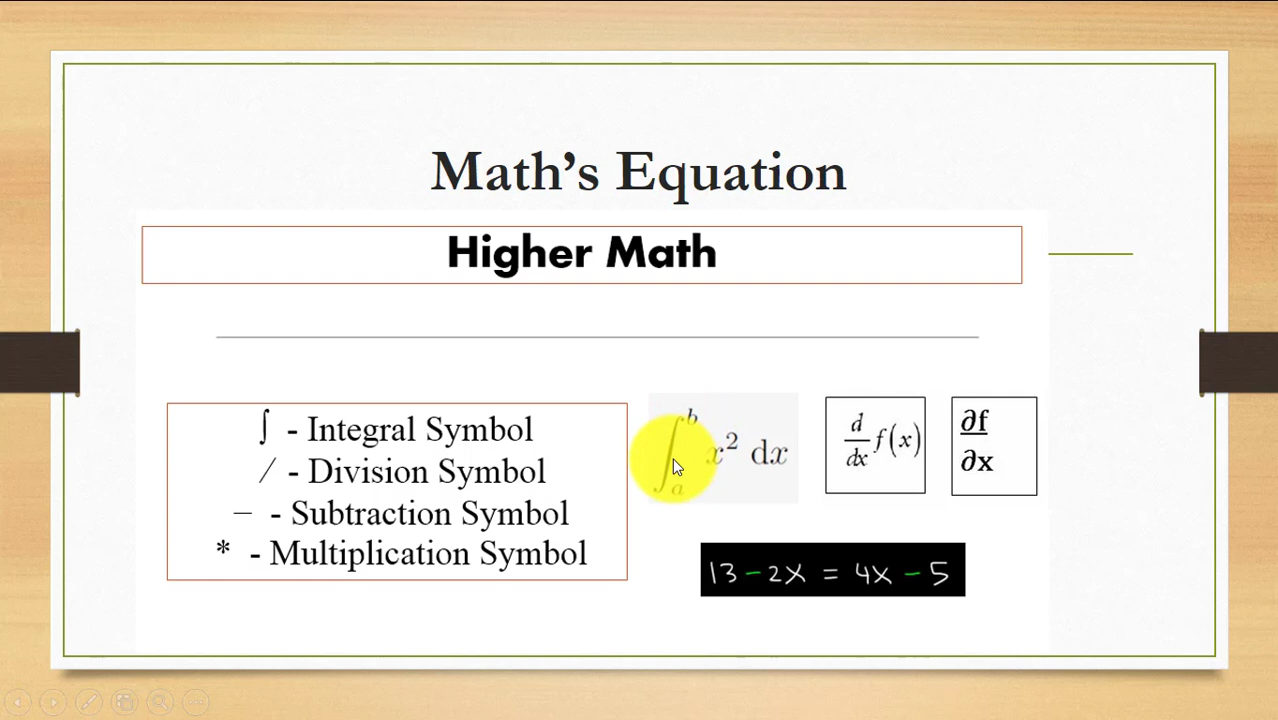 Math’s Equation
Higher Math
∫ - Integral Symbol
/ - Division Symbol
− - Subtraction Symbol
* - Multiplication Symbol
∫ₐᵇ x² dx
d/dx f(x)
∂f
∂x
13 - 2x = 4x - 5